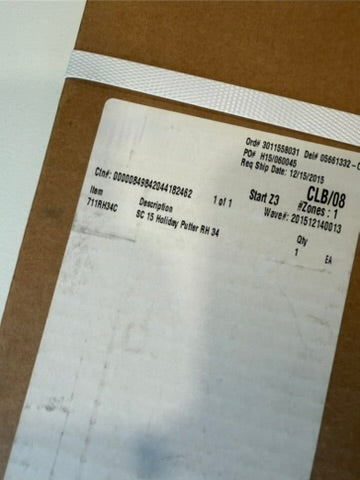 Ord# 3011558031 Del# 05661332-
PO# H15/060045
Req Ship Date: 12/15/2015
Ctn#: 00000849842044182462
1 of 1
Start Z3
CLB/08
#Zones : 1
Wave#: 201512140013
Item Description Qty
711RH34C SC 15 Holiday Putter RH 34 1 EA